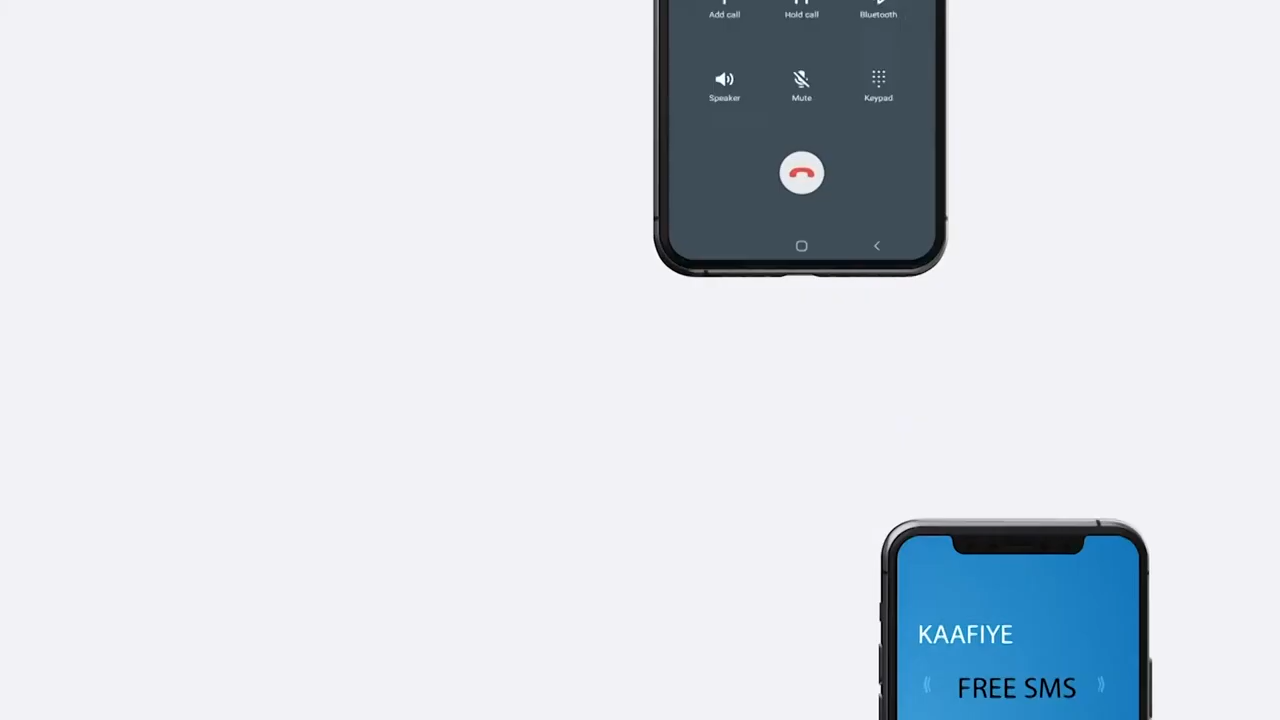 Add call
Hold call
Bluetooth
Speaker
Mute
Keypad
KAAFIYE
FREE SMS